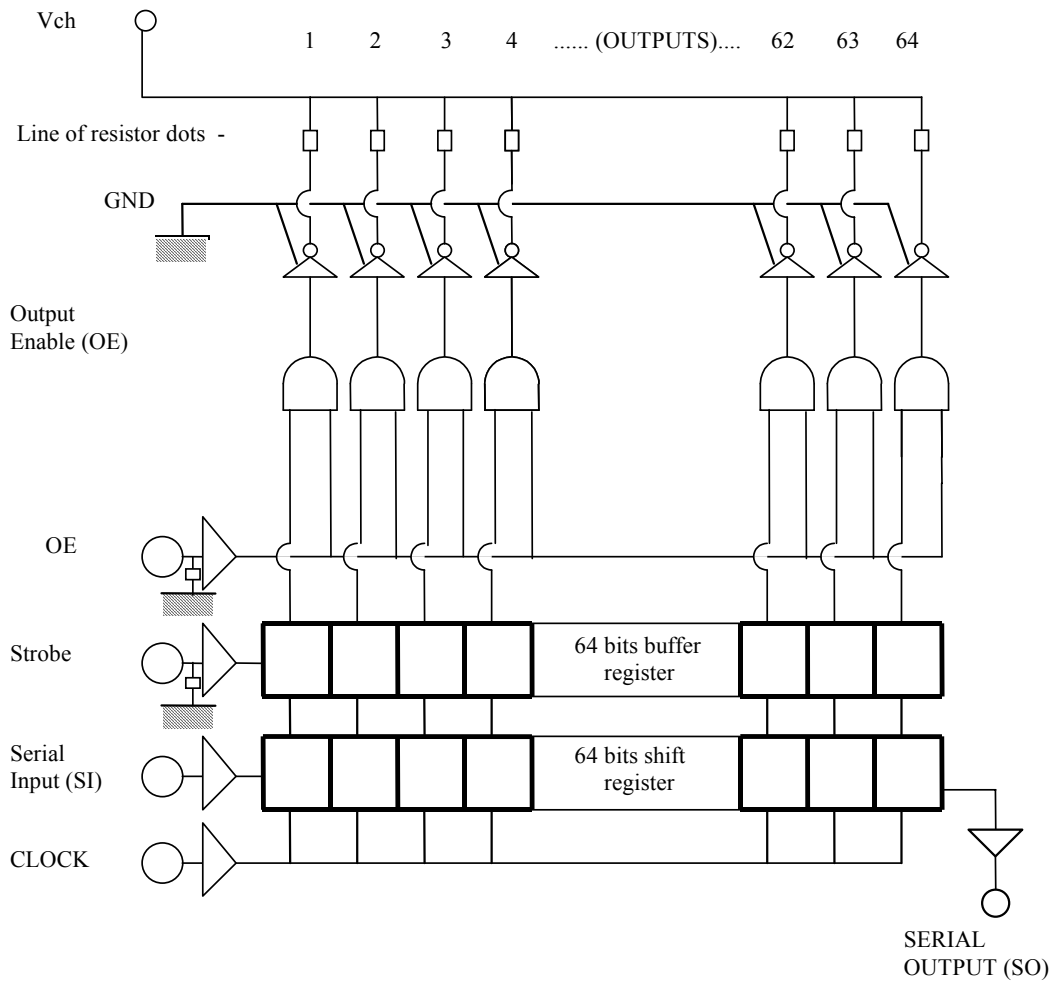 Vch
1 2 3 4 ...... (OUTPUTS).... 62 63 64
Line of resistor dots -
GND
Output
Enable (OE)
OE
Strobe
64 bits buffer
register
Serial
Input (SI)
64 bits shift
register
CLOCK
SERIAL
OUTPUT (SO)